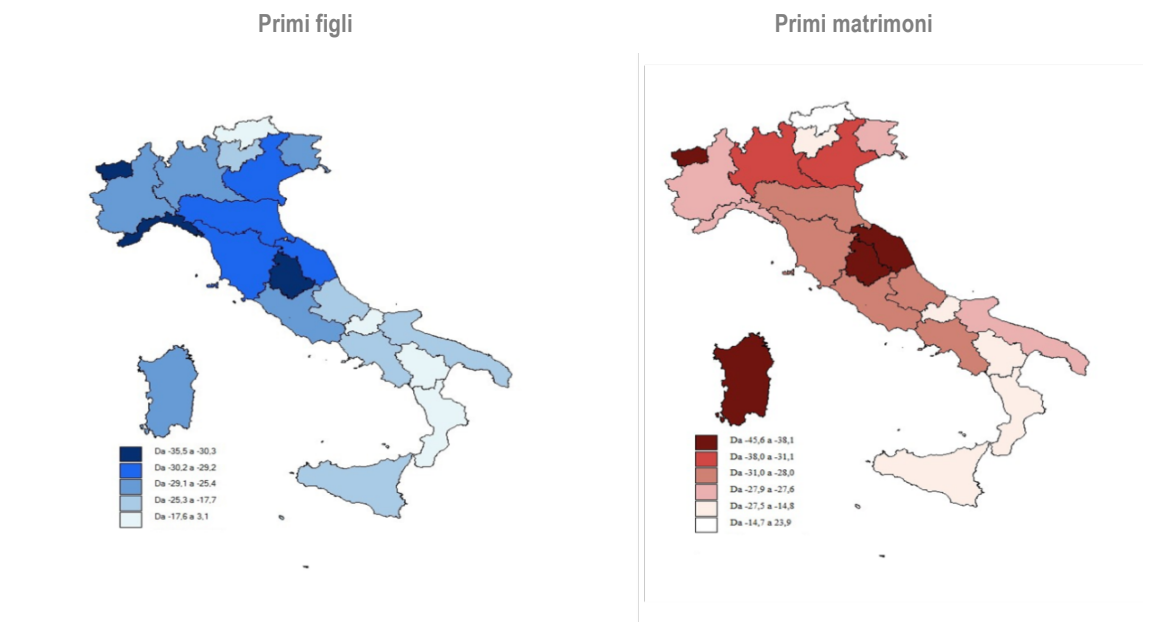 Primi figli
Primi matrimoni
Da -35,5 a -30,3
Da -30,2 a -29,2
Da -29,1 a -25,4
Da -25,3 a -17,7
Da -17,6 a 3,1
Da -45,6 a -38,1
Da -38,0 a -31,1
Da -31,0 a -28,0
Da -27,9 a -27,6
Da -27,5 a -14,8
Da -14,7 a 23,9